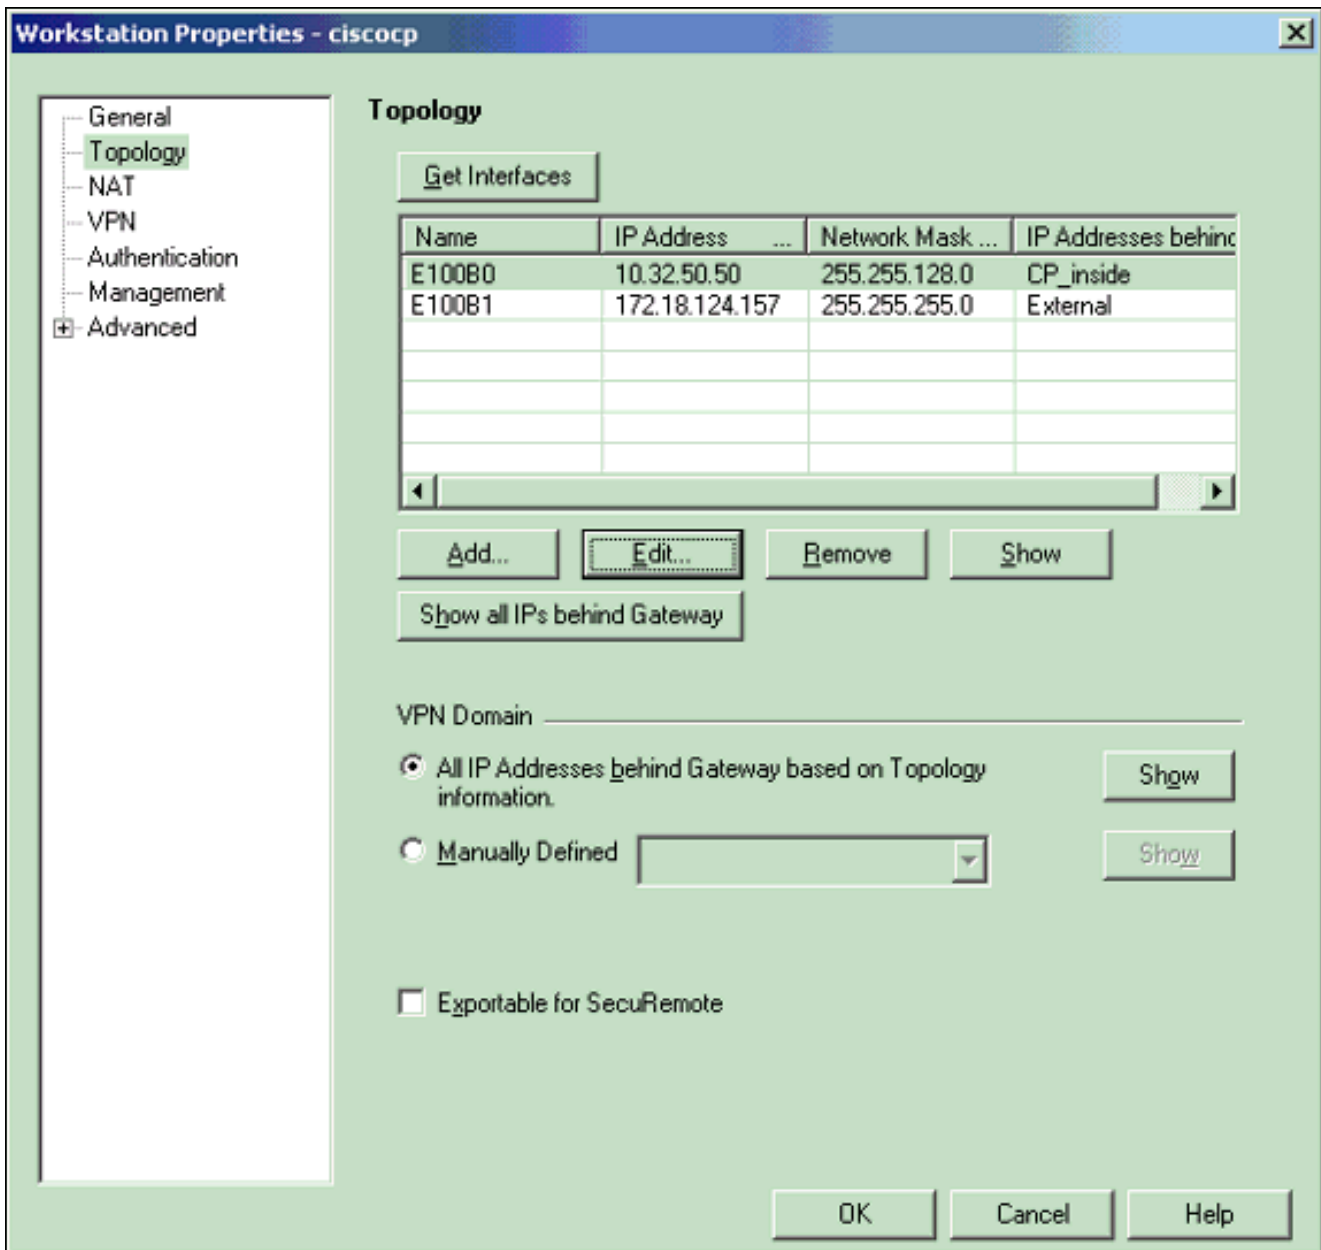 Workstation Properties - ciscocp
General
Topology
NAT
VPN
Authentication
Management
Advanced
Topology
Get Interfaces
Name IP Address ... Network Mask ... IP Addresses behind
E100B0 10.32.50.50 255.255.128.0 CP_inside
E100B1 172.18.124.157 255.255.255.0 External
Add... Edit... Remove Show
Show all IPs behind Gateway
VPN Domain
All IP Addresses behind Gateway based on Topology
information.
Show
Manually Defined
Show
Exportable for SecuRemote
OK Cancel Help